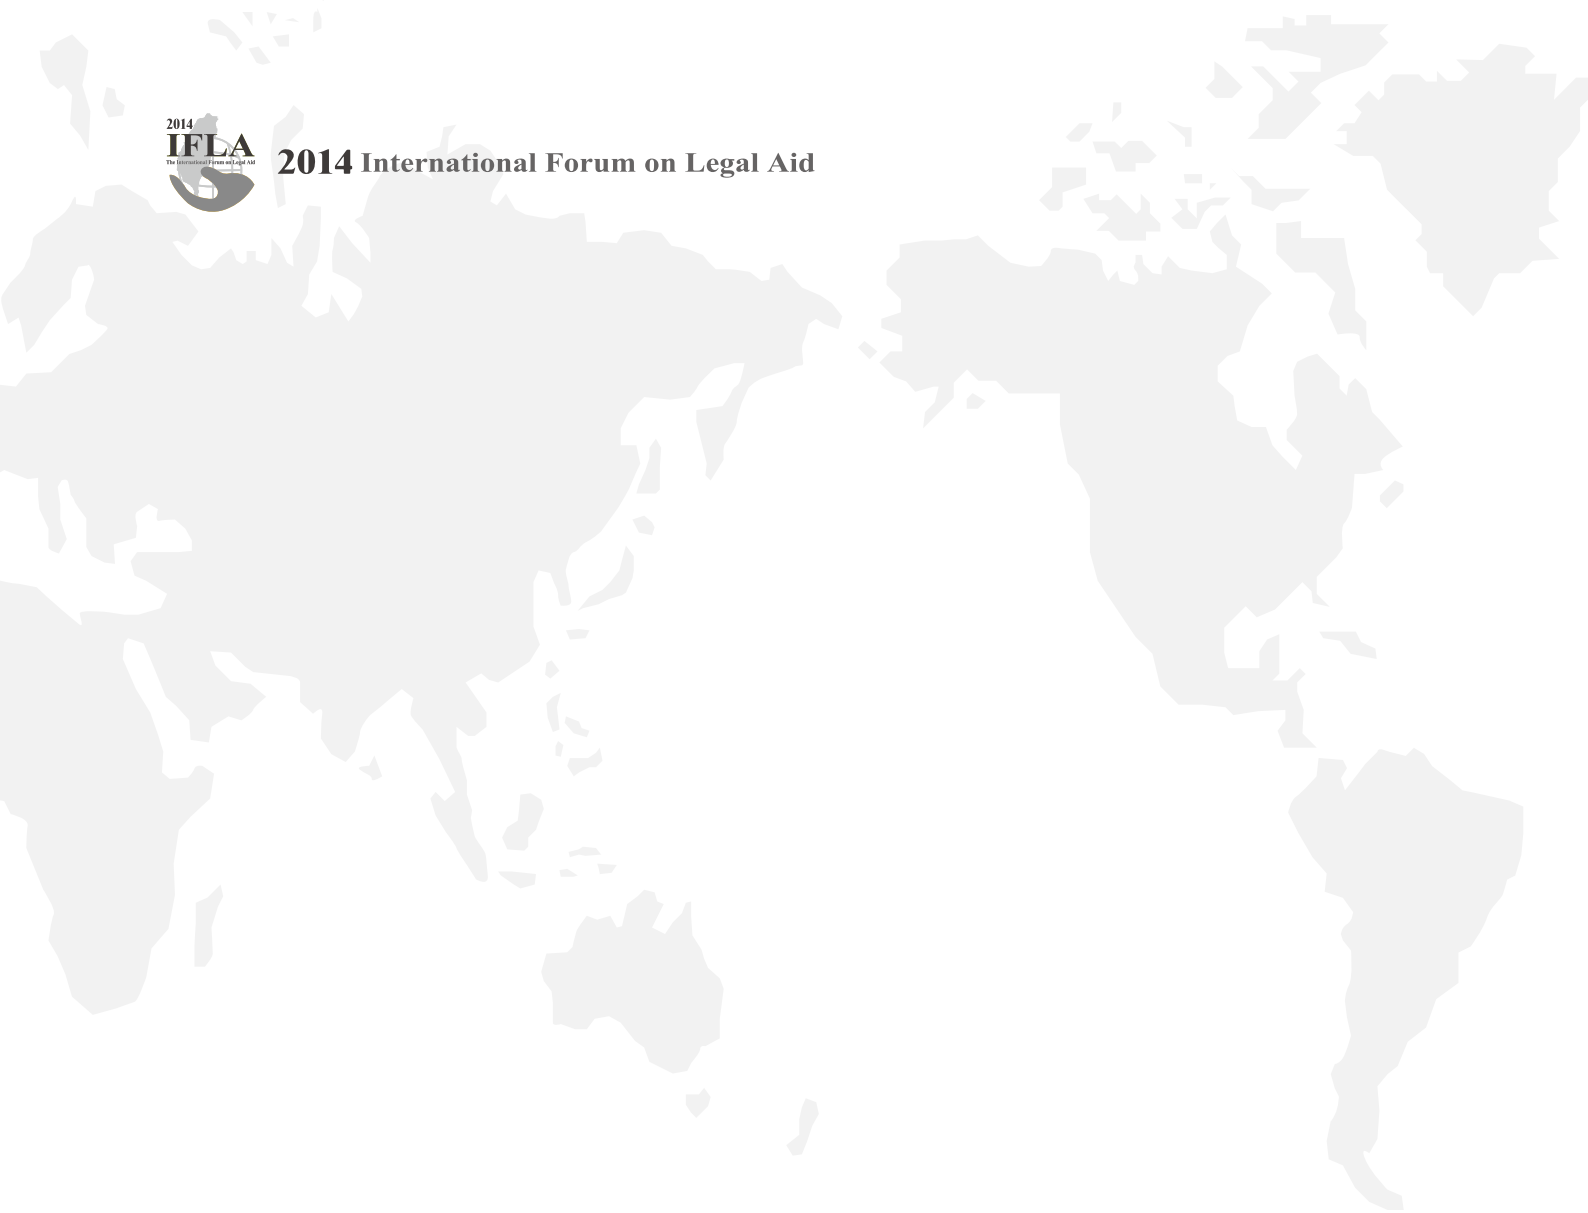 2014
IFLA
The International Forum on Legal Aid
2014 International Forum on Legal Aid